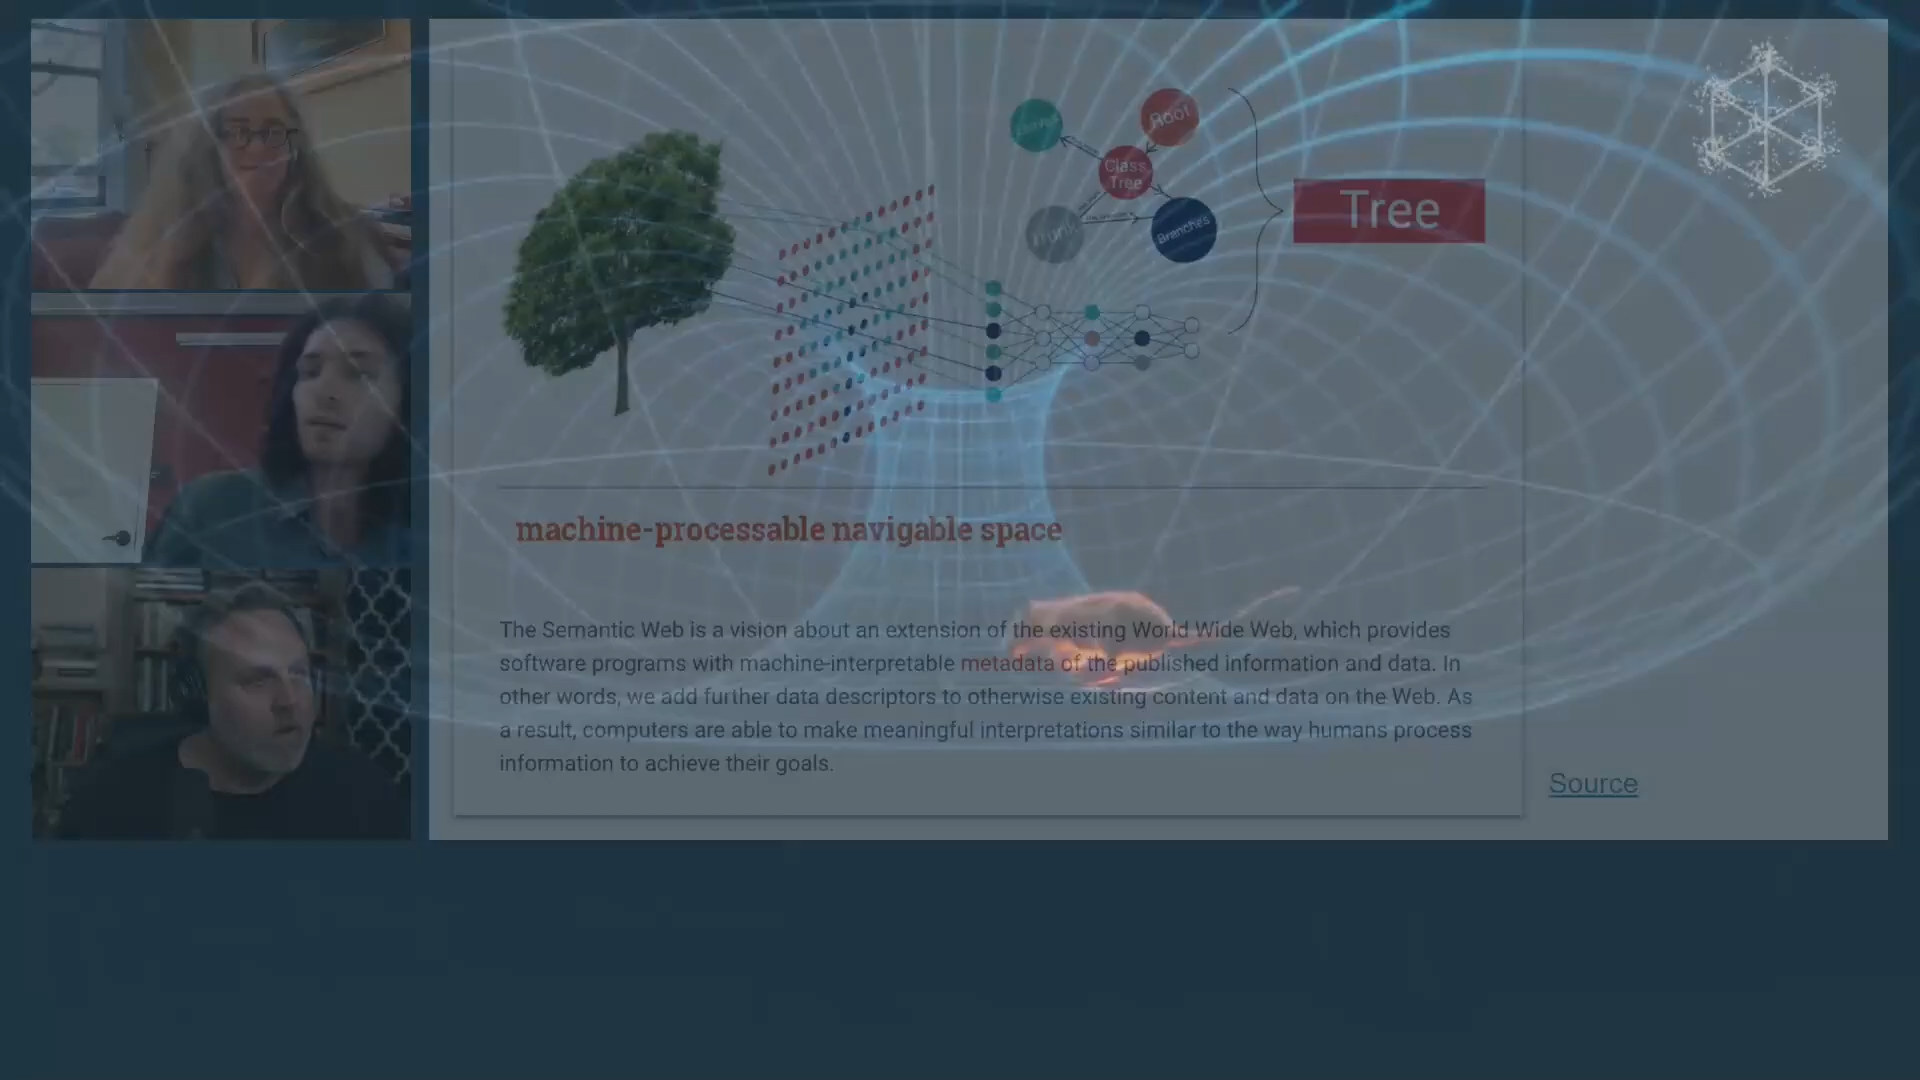 Root
Class
Tree
Tree
Trunk
Branches
machine-processable navigable space
The Semantic Web is a vision about an extension of the existing World Wide Web, which provides
software programs with machine-interpretable metadata of the published information and data. In
other words, we add further data descriptors to otherwise existing content and data on the Web. As
a result, computers are able to make meaningful interpretations similar to the way humans process
information to achieve their goals.
Source